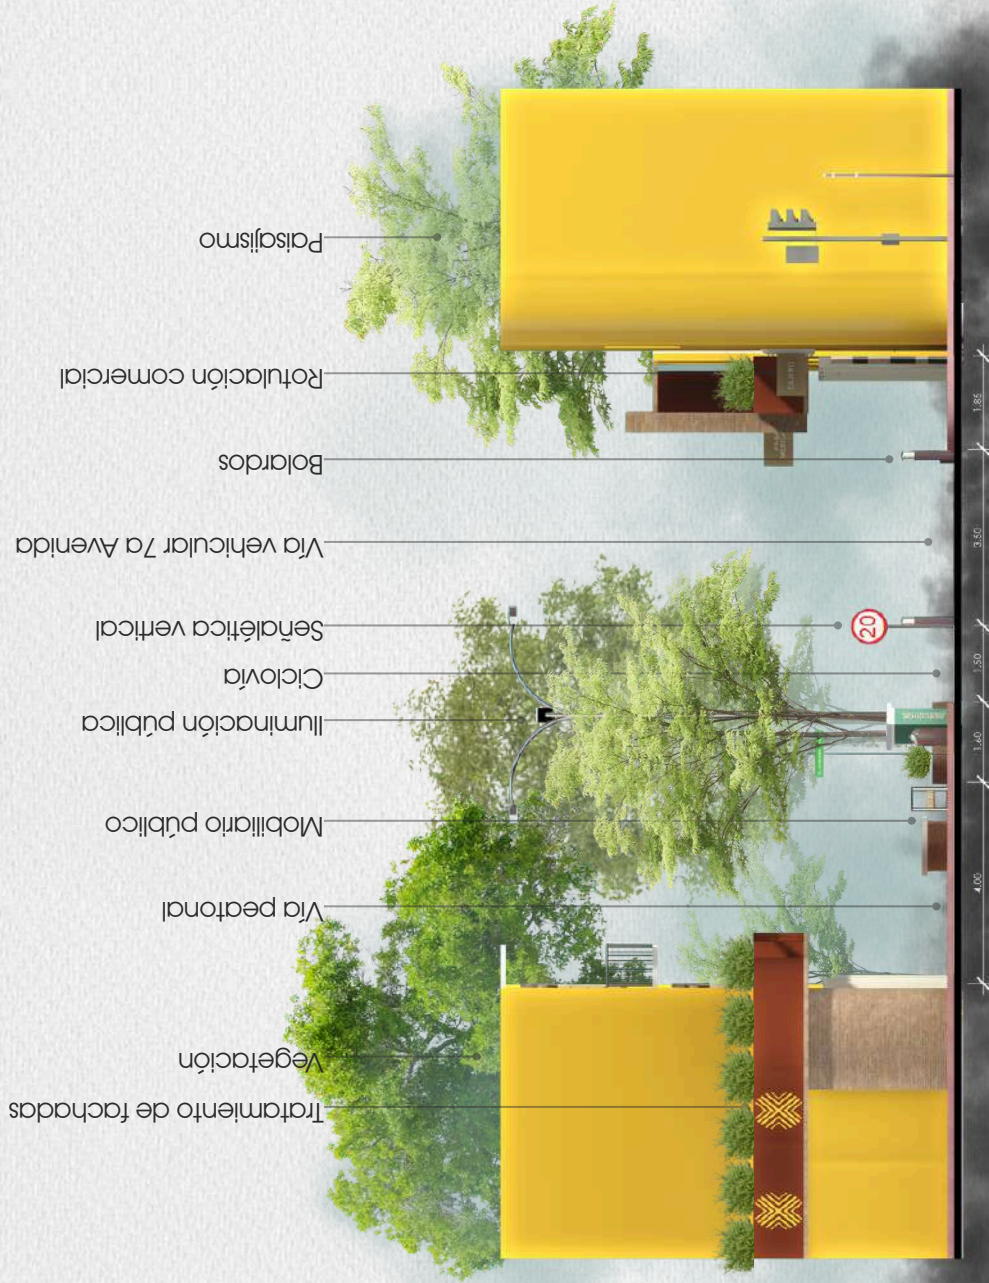 Tratamiento de fachadas
Vegetación
Vía peatonal
Mobiliario público
Iluminación pública
Ciclovía
Señalética vertical
Vía vehicular 7a Avenida
Bolardos
Rotulación comercial
Paisajismo
20
4.00
1.60
1.50
3.50
1.85